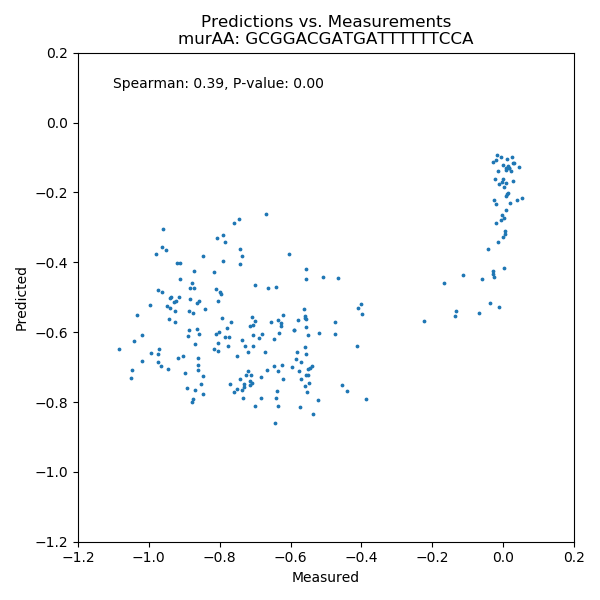 Predictions vs. Measurements
murAA: GCGGACGATGATTTTTTCCA
Spearman: 0.39, P-value: 0.00
0.2
0.0
−0.2
−0.4
−0.6
−0.8
−1.0
−1.2
Predicted
−1.2 −1.0 −0.8 −0.6 −0.4 −0.2 0.0 0.2
Measured